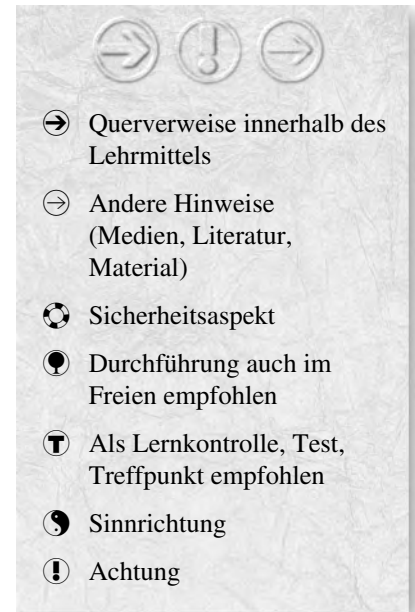 Querverweise innerhalb des
Lehrmittels
Andere Hinweise
(Medien, Literatur,
Material)
Sicherheitsaspekt
Durchführung auch im
Freien empfohlen
T Als Lernkontrolle, Test,
Treffpunkt empfohlen
Sinnrichtung
! Achtung